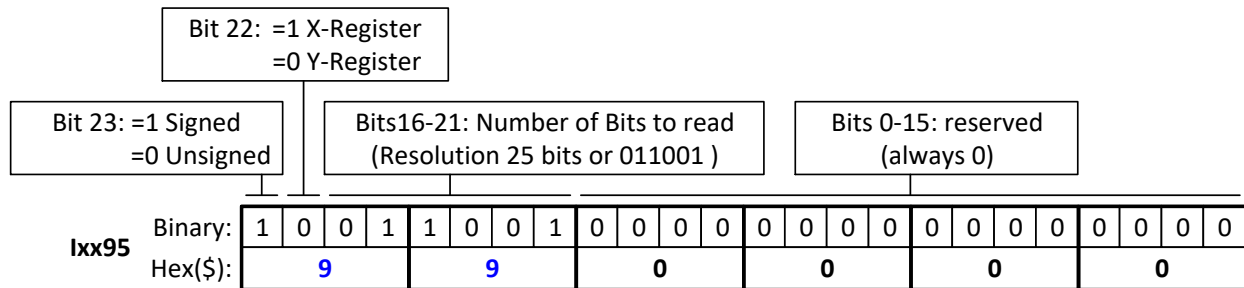 Bit 22: =1 X-Register
=0 Y-Register
Bit 23: =1 Signed
=0 Unsigned
Bits16-21: Number of Bits to read
(Resolution 25 bits or 011001 )
Bits 0-15: reserved
(always 0)
Ixx95
Binary: 1 0 0 1 1 0 0 1 0 0 0 0 0 0 0 0 0 0 0 0 0 0 0 0
Hex($): 9 9 0 0 0 0